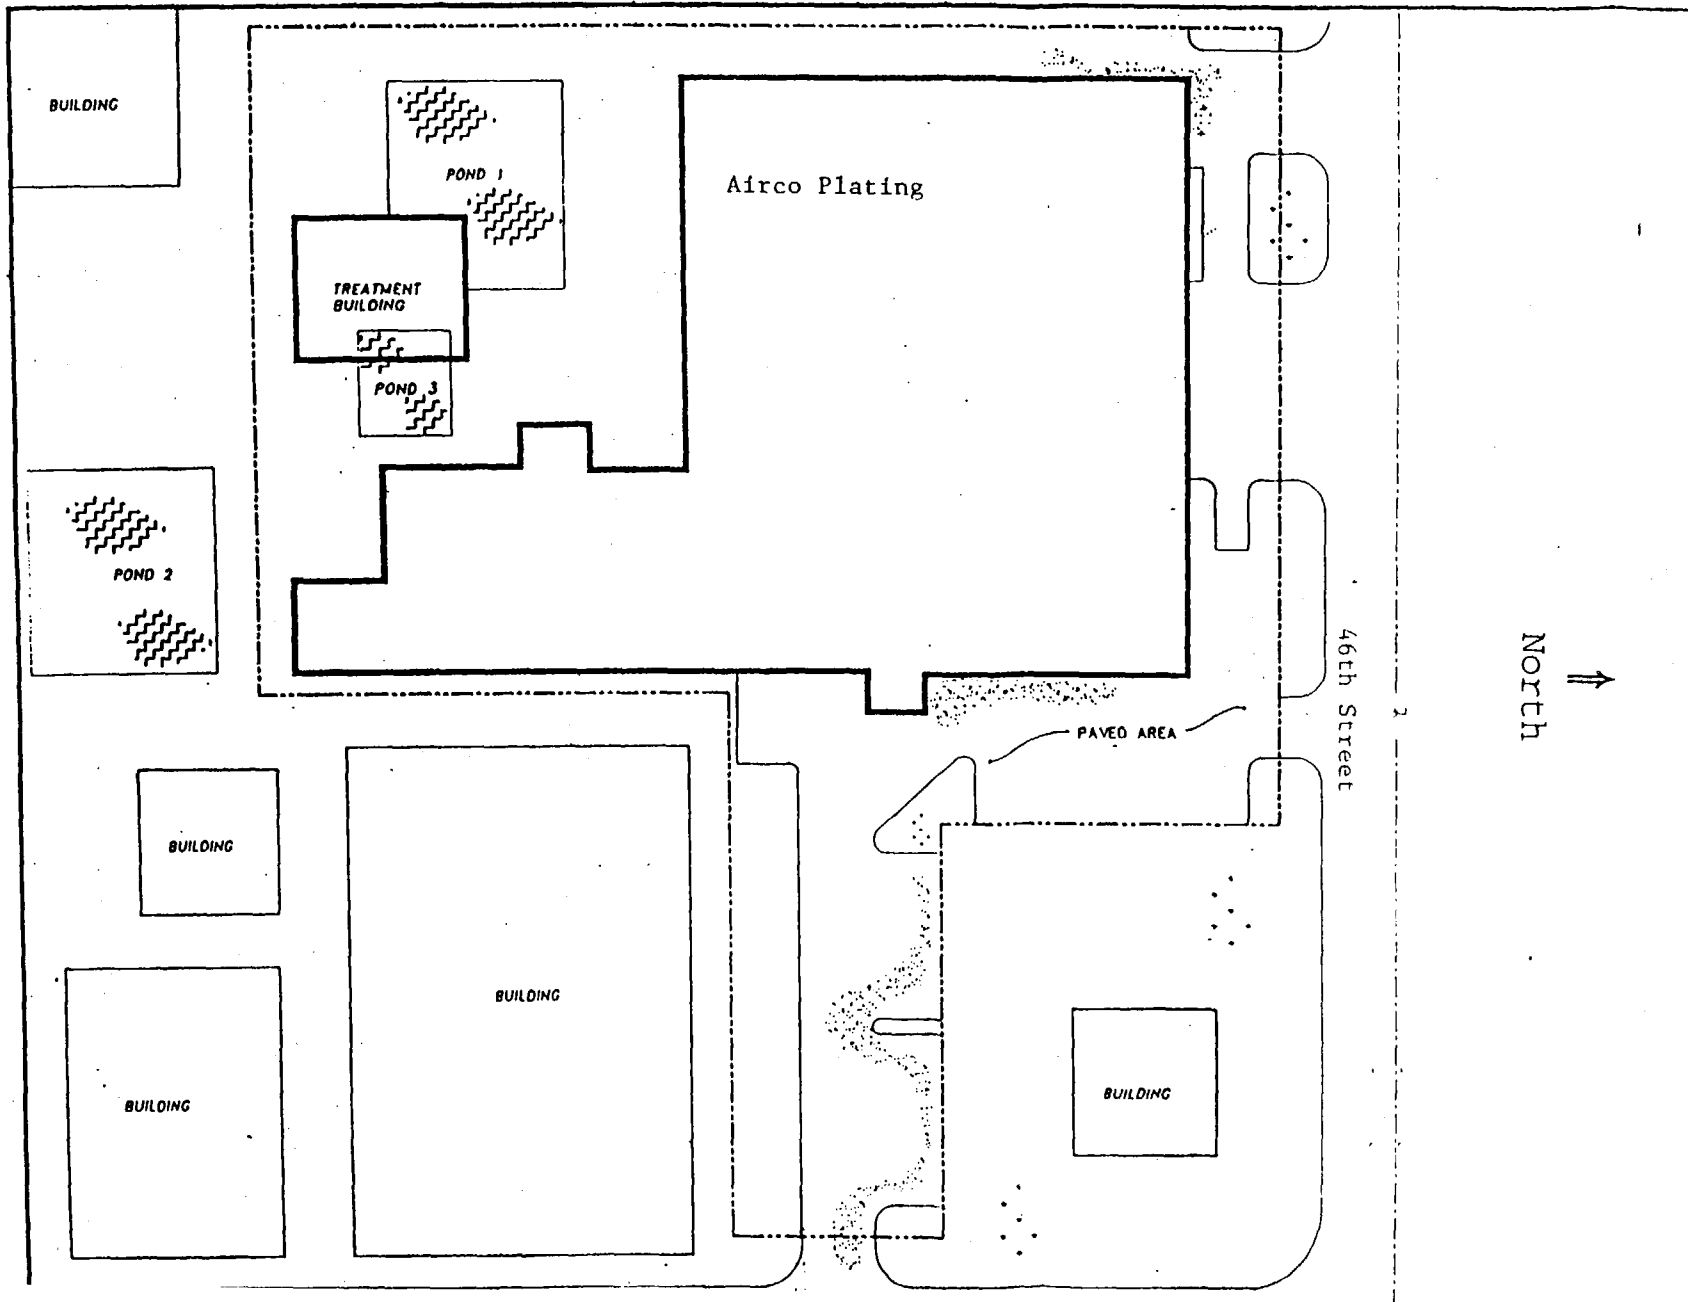 BUILDING
POND 1
Airco Plating
TREATMENT
BUILDING
POND 3
POND 2
46th Street
North
PAVED AREA
BUILDING
BUILDING
BUILDING
BUILDING